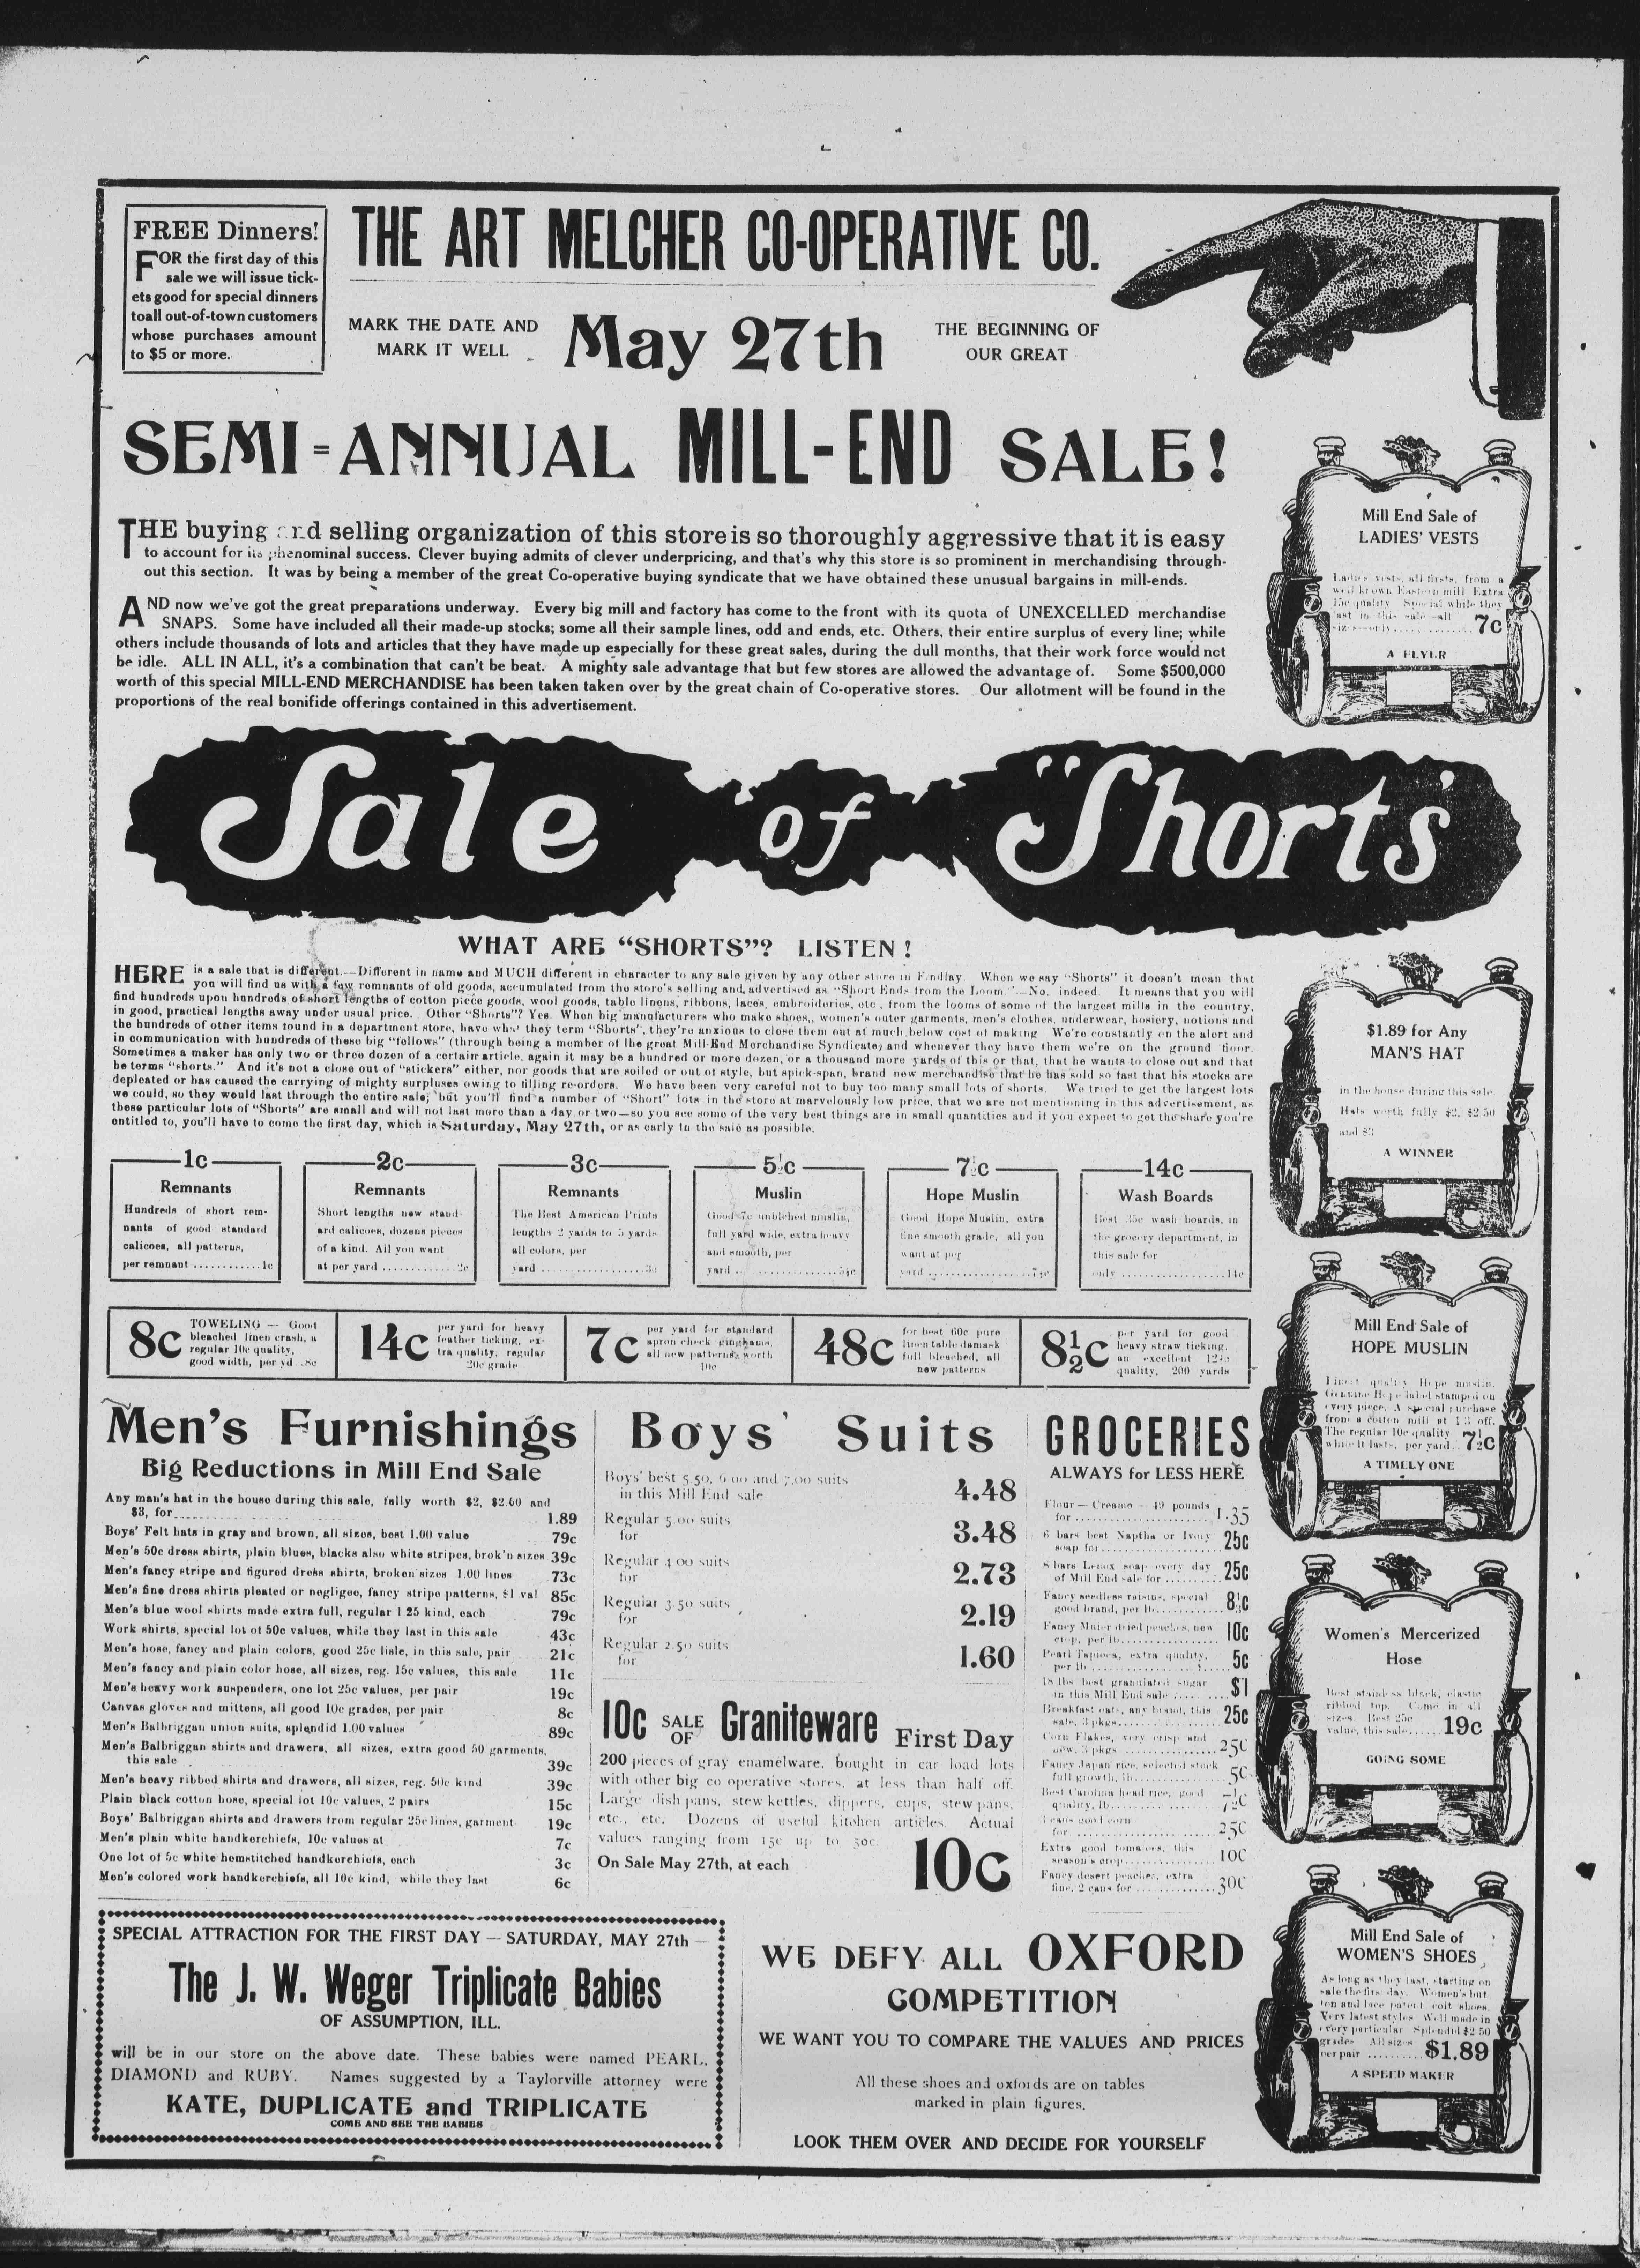 FREE Dinners!
FOR the first day of this
sale we will issue tick-
ets good for special dinners
toall out-of-town customers
whose purchases amount
to $5 or more.
THE ART MELCHER CO-OPERATIVE CO.
MARK THE DATE AND
MARK IT WELL
May 27th
THE BEGINNING OF
OUR GREAT
SEMI=ANNUAL MILL-END SALE!
THE buying and selling organization of this store is so thoroughly aggressive that it is easy
to account for its phenominal success. Clever buying admits of clever underpricing, and that's why this store is so prominent in merchandising through-
out this section. It was by being a member of the great Co-operative buying syndicate that we have obtained these unusual bargains in mill-ends.
AND now we've got the great preparations underway. Every big mill and factory has come to the front with its quota of UNEXCELLED merchandise
SNAPS. Some have included all their made-up stocks; some all their sample lines, odd and ends, etc. Others, their entire surplus of every line; while
others include thousands of lots and articles that they have made up especially for these great sales, during the dull months, that their work force would not
be idle. ALL IN ALL, it's a combination that can't be beat. A mighty sale advantage that but few stores are allowed the advantage of. Some $500,000
worth of this special MILL-END MERCHANDISE has been taken taken over by the great chain of Co-operative stores. Our allotment will be found in the
proportions of the real bonifide offerings contained in this advertisement.
Mill End Sale of
LADIES' VESTS
Ladies vests, all firsts, from a
well known Eastern mill Extra
15c quality Special while they
last in this sale—all
sizes—only 7c
A FLYER
Sale of "Shorts"
WHAT ARE "SHORTS"? LISTEN!
HERE is a sale that is different.—Different in name and MUCH different in character to any sale given by any other store in Findlay. When we say "Shorts" it doesn't mean that
you will find us with a few remnants of old goods, accumulated from the store's selling and advertised as "Short Ends from the Loom."—No, indeed. It means that you will
find hundreds upon hundreds of short lengths of cotton piece goods, wool goods, table linens, ribbons, laces, embroideries, etc., from the looms of some of the largest mills in the country,
in good, practical lengths away under usual price. Other "Shorts"? Yes. When big manufacturers who make shoes, women's outer garments, men's clothes, underwear, hosiery, notions and
the hundreds of other items found in a department store, have what they term "Shorts", they're anxious to close them out at much below cost of making We're constantly on the alert and
in communication with hundreds of these big "fellows" (through being a member of the great Mill-End Merchandise Syndicate) and whenever they have them we're on the ground floor.
Sometimes a maker has only two or three dozen of a certain article, again it may be a hundred or more dozen, or a thousand more yards of this or that, that he wants to close out and that
be terms "shorts." And it's not a close out of "stickers" either, nor goods that are soiled or out of style, but spick-span, brand new merchandise that he has sold so fast that his stocks are
depleated or has caused the carrying of mighty surpluses owing to filling re-orders. We have been very careful not to buy too many small lots of shorts. We tried to get the largest lots
we could, so they would last through the entire sale; but you'll find a number of "Short" lots in the store at marvelously low price, that we are not mentioning in this advertisement, as
these particular lots of "Shorts" are small and will not last more than a day or two—so you see some of the very best things are in small quantities and if you expect to get the share you're
entitled to, you'll have to come the first day, which is Saturday, May 27th, or as early in the sale as possible.
$1.89 for Any
MAN'S HAT
in the house during this sale.
Hats worth fully $2, $2.50
and $3
A WINNER
1c
Remnants
Hundreds of short rem-
nants of good standard
calicoes, all patterns,
per remnant ............1c
2c
Remnants
Short lengths new stand-
ard calicoes, dozens pieces
of a kind. All you want
at per yard ............2c
3c
Remnants
The Best American Prints
lengths 2 yards to 5 yards
all colors, per
yard ............3c
5½c
Muslin
Good 7c unblched muslin,
full yard wide, extra heavy
and smooth, per
yard ............5½c
7½c
Hope Muslin
Good Hope Muslin, extra
fine smooth grade, all you
want at per
yard ............7½c
14c
Wash Boards
Best 35c wash boards, in
the grocery department, in
this sale for
only ............14c
8c TOWELING — Good
bleached linen crash, a
regular 10c quality,
good width, per yd ..8c
14c per yard for heavy
feather ticking, ex-
tra quality, regular
20c grade
7c per yard for standard
apron check ginghams,
all new patterns, worth
10c
48c for best 60c pure
linen table damask
full bleached, all
new patterns
8½c per yard for good
heavy straw ticking,
an excellent 12½c
quality, 200 yards
Mill End Sale of
HOPE MUSLIN
Finest quality Hope muslin.
Genuine Hope label stamped on
every piece. A special purchase
from a cotton mill at 1-3 off.
The regular 10c quality
while it lasts, per yard.. 7½c
A TIMELY ONE
Men's Furnishings
Big Reductions in Mill End Sale
Any man's hat in the house during this sale, fully worth $2, $2.50 and
$3, for 1.89
Boys' Felt hats in gray and brown, all sizes, best 1.00 value 79c
Men's 50c dress shirts, plain blues, blacks also white stripes, brok'n sizes 39c
Men's fancy stripe and figured dress shirts, broken sizes 1.00 lines 73c
Men's fine dress shirts pleated or negligee, fancy stripe patterns, $1 val 85c
Men's blue wool shirts made extra full, regular 1 25 kind, each 79c
Work shirts, special lot of 50c values, while they last in this sale 43c
Men's hose, fancy and plain colors, good 25c lisle, in this sale, pair 21c
Men's fancy and plain color hose, all sizes, reg. 15c values, this sale 11c
Men's heavy work suspenders, one lot 25c values, per pair 19c
Canvas gloves and mittens, all good 10c grades, per pair 8c
Men's Balbriggan union suits, splendid 1.00 values 89c
Men's Balbriggan shirts and drawers, all sizes, extra good 50 garments,
this sale 39c
Men's heavy ribbed shirts and drawers, all sizes, reg. 50c kind 39c
Plain black cotton hose, special lot 10c values, 2 pairs 15c
Boys' Balbriggan shirts and drawers from regular 25c lines, garment 19c
Men's plain white handkerchiefs, 10c values at 7c
One lot of 5c white hemstitched handkerchiefs, each 3c
Men's colored work handkerchiefs, all 10c kind, while they last 6c
Boys' Suits
Boys' best 5 50, 6 00 and 7.00 suits
in this Mill End sale 4.48
Regular 5.00 suits
for 3.48
Regular 4 00 suits
for 2.73
Regular 3.50 suits
for 2.19
Regular 2.50 suits
for 1.60
10c SALE OF Graniteware First Day
200 pieces of gray enamelware, bought in car load lots
with other big co operative stores, at less than half off.
Large dish pans, stew kettles, dippers, cups, stew pans,
etc., etc. Dozens of useful kitchen articles. Actual
values ranging from 15c up to 50c.
On Sale May 27th, at each 10c
GROCERIES
ALWAYS for LESS HERE
Flour — Creamo — 49 pounds
for 1.35
6 bars best Naptha or Ivory
soap for 25c
8 bars Lenox soap every day
of Mill End sale for 25c
Fancy seedless raisins, special
good brand, per lb 8½c
Fancy Muir dried peaches, new
crop, per lb 10c
Pearl Tapioca, extra quality,
per lb 5c
18 lbs best granulated sugar
in this Mill End sale $1
Breakfast oats, any brand, this
sale, 3 pkgs 25c
Corn Flakes, very crisp and
new, 3 pkgs 25c
Fancy Japan rice, selected stock
full growth, lb 5c
Best Carolina head rice, good
quality, lb 7½c
3 cans good corn
for 25c
Extra good tomatoes, this
season's crop 10c
Fancy desert peaches, extra
fine, 2 cans for 30c
Women's Mercerized
Hose
Best stainless black, elastic
ribbed top. Come in all
sizes. Best 25c
value, this sale..... 19c
GOING SOME
SPECIAL ATTRACTION FOR THE FIRST DAY — SATURDAY, MAY 27th —
The J. W. Weger Triplicate Babies
OF ASSUMPTION, ILL.
will be in our store on the above date. These babies were named PEARL,
DIAMOND and RUBY. Names suggested by a Taylorville attorney were
KATE, DUPLICATE and TRIPLICATE
COME AND SEE THE BABIES
WE DEFY ALL OXFORD
COMPETITION
WE WANT YOU TO COMPARE THE VALUES AND PRICES
All these shoes and oxfords are on tables
marked in plain figures.
LOOK THEM OVER AND DECIDE FOR YOURSELF
Mill End Sale of
WOMEN'S SHOES
As long as they last, starting on
sale the first day. Women's but
ton and lace patent colt shoes.
Very latest styles Well made in
every particular Splendid $2 50
grades All sizes
per pair .......... $1.89
A SPEED MAKER